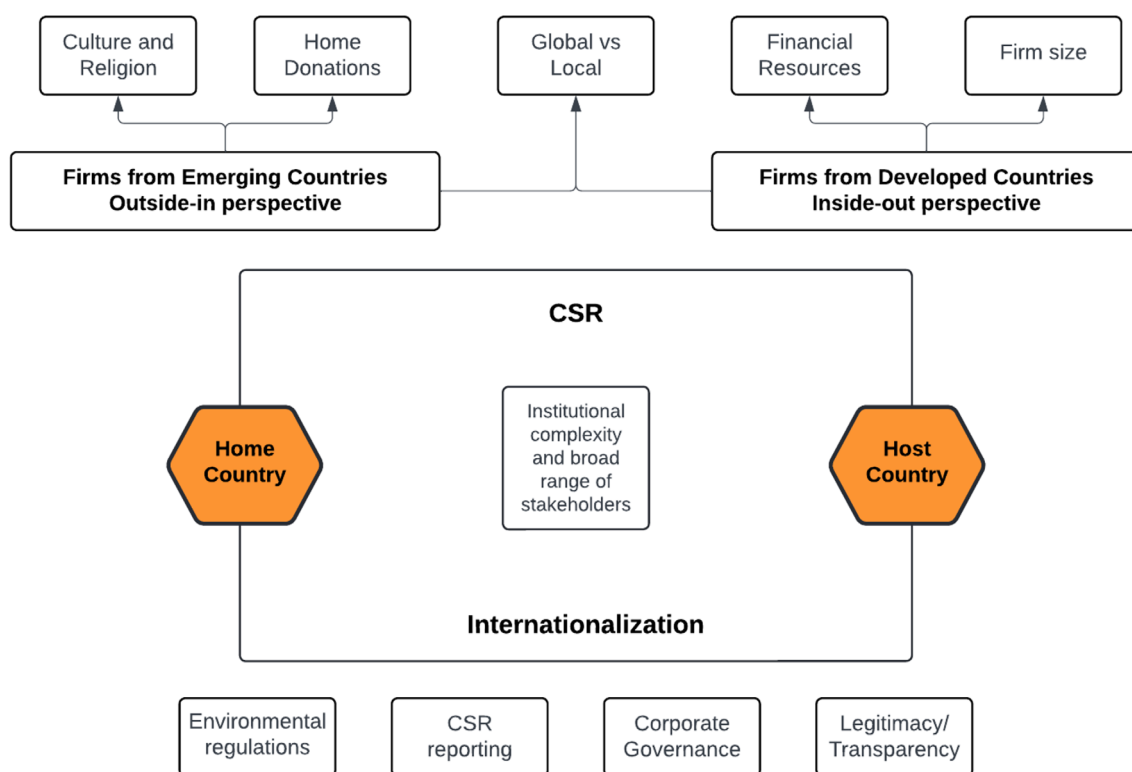 Culture and
Religion
Home
Donations
Global vs
Local
Financial
Resources
Firm size
Firms from Emerging Countries
Outside-in perspective
Firms from Developed Countries
Inside-out perspective
CSR
Home
Country
Institutional
complexity
and broad
range of
stakeholders
Host
Country
Internationalization
Environmental
regulations
CSR
reporting
Corporate
Governance
Legitimacy/
Transparency